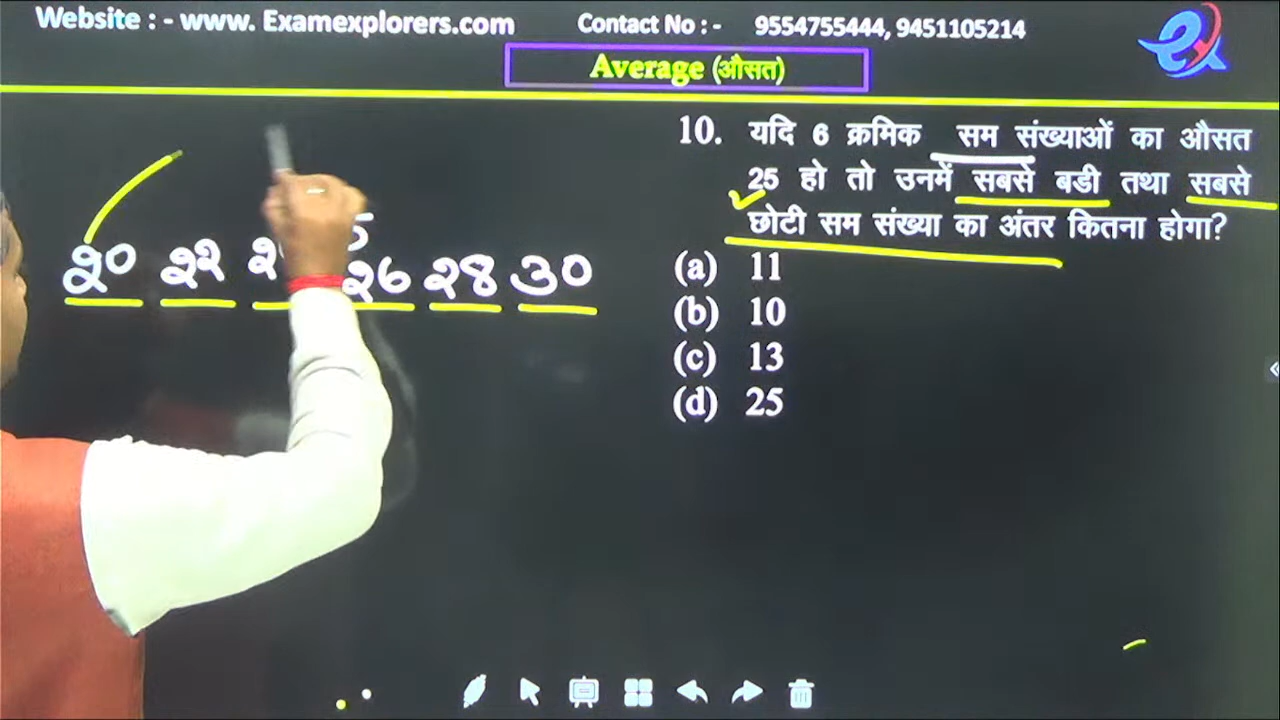 Website : - www. Examexplorers.com Contact No : - 9554755444, 9451105214
Average (औसत)
10. यदि 6 क्रमिक सम संख्याओं का औसत
25 हो तो उनमें सबसे बडी तथा सबसे
छोटी सम संख्या का अंतर कितना होगा?
(a) 11
(b) 10
(c) 13
(d) 25
२० २२ २६ २8 ३०